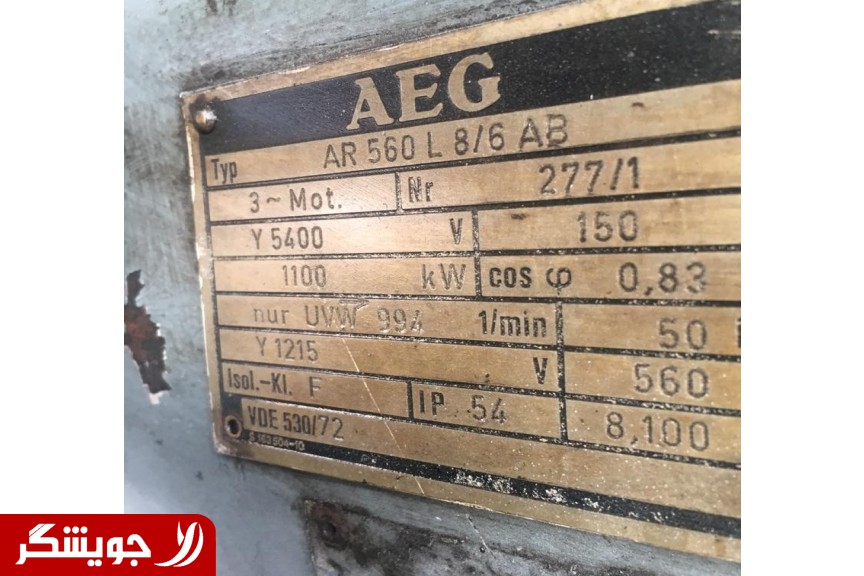 AEG
Typ AR 560 L 8/6 AB
3~ Mot. Nr 277/1
Y 5400 V 150
1100 kW cos φ 0,83
nur UVW 994 1/min 50
Y 1215 V 560
Isol.-Kl. F IP 54 8,100
VDE 530/72
جویشگر